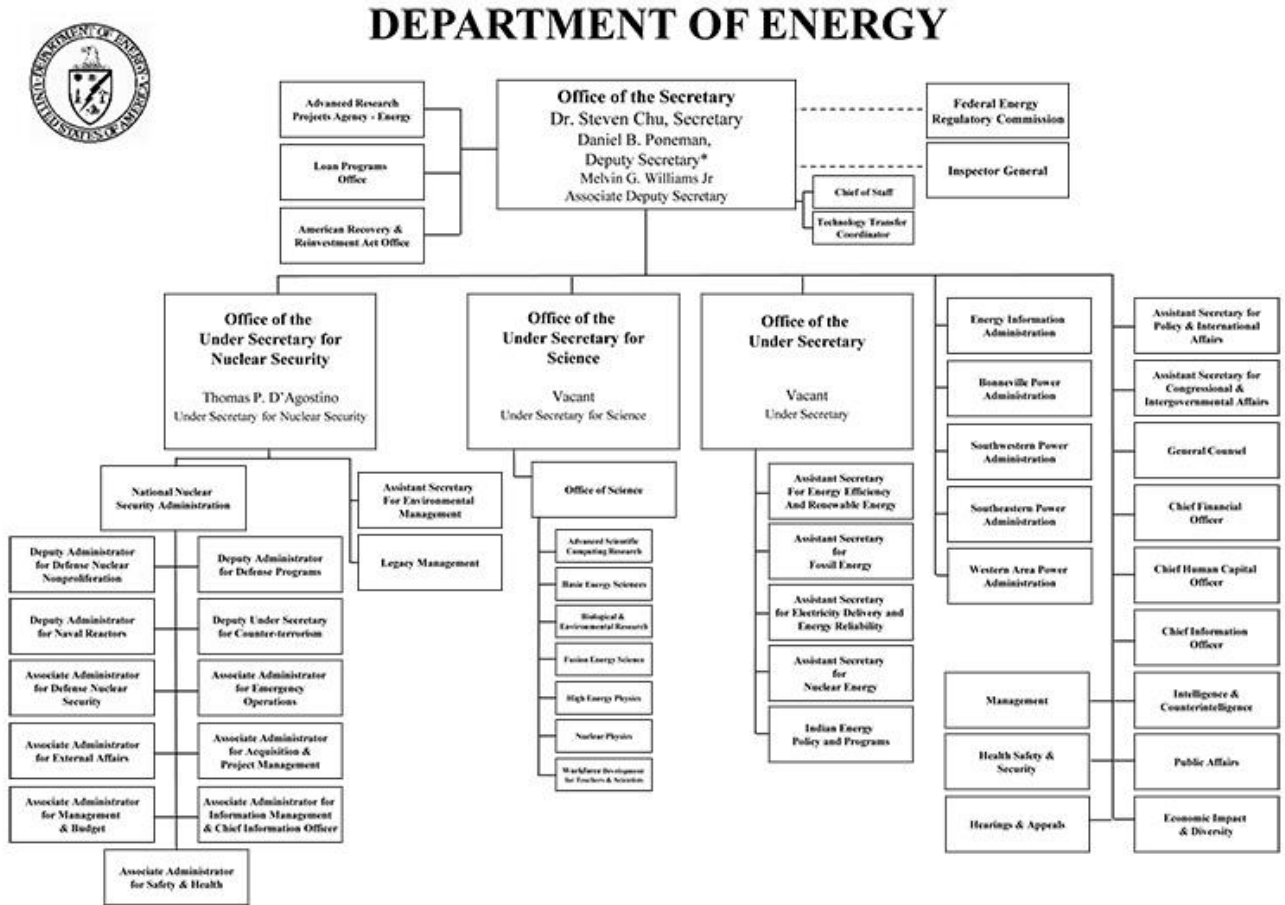 DEPARTMENT OF ENERGY
DEPARTMENT OF ENERGY
UNITED STATES OF AMERICA
Advanced Research
Projects Agency - Energy
Loan Programs
Office
American Recovery &
Reinvestment Act Office
Office of the Secretary
Dr. Steven Chu, Secretary
Daniel B. Poneman,
Deputy Secretary*
Melvin G. Williams Jr
Associate Deputy Secretary
Federal Energy
Regulatory Commission
Inspector General
Chief of Staff
Technology Transfer
Coordinator
Office of the
Under Secretary for
Nuclear Security
Thomas P. D'Agostino
Under Secretary for Nuclear Security
Office of the
Under Secretary for
Science
Vacant
Under Secretary for Science
Office of the
Under Secretary
Vacant
Under Secretary
National Nuclear
Security Administration
Assistant Secretary
For Environmental
Management
Legacy Management
Deputy Administrator
for Defense Nuclear
Nonproliferation
Deputy Administrator
for Defense Programs
Deputy Administrator
for Naval Reactors
Deputy Under Secretary
for Counter-terrorism
Associate Administrator
for Defense Nuclear
Security
Associate Administrator
for Emergency
Operations
Associate Administrator
for External Affairs
Associate Administrator
for Acquisition &
Project Management
Associate Administrator
for Management
& Budget
Associate Administrator for
Information Management
& Chief Information Officer
Associate Administrator
for Safety & Health
Office of Science
Advanced Scientific
Computing Research
Basic Energy Sciences
Biological &
Environmental Research
Fusion Energy Science
High Energy Physics
Nuclear Physics
Workforce Development
for Teachers & Scientists
Assistant Secretary
For Energy Efficiency
And Renewable Energy
Assistant Secretary
for
Fossil Energy
Assistant Secretary
for Electricity Delivery and
Energy Reliability
Assistant Secretary
for
Nuclear Energy
Indian Energy
Policy and Programs
Energy Information
Administration
Bonneville Power
Administration
Southwestern Power
Administration
Southeastern Power
Administration
Western Area Power
Administration
Assistant Secretary for
Policy & International
Affairs
Assistant Secretary for
Congressional &
Intergovernmental Affairs
General Counsel
Chief Financial
Officer
Chief Human Capital
Officer
Chief Information
Officer
Management
Intelligence &
Counterintelligence
Health Safety &
Security
Public Affairs
Hearings & Appeals
Economic Impact
& Diversity